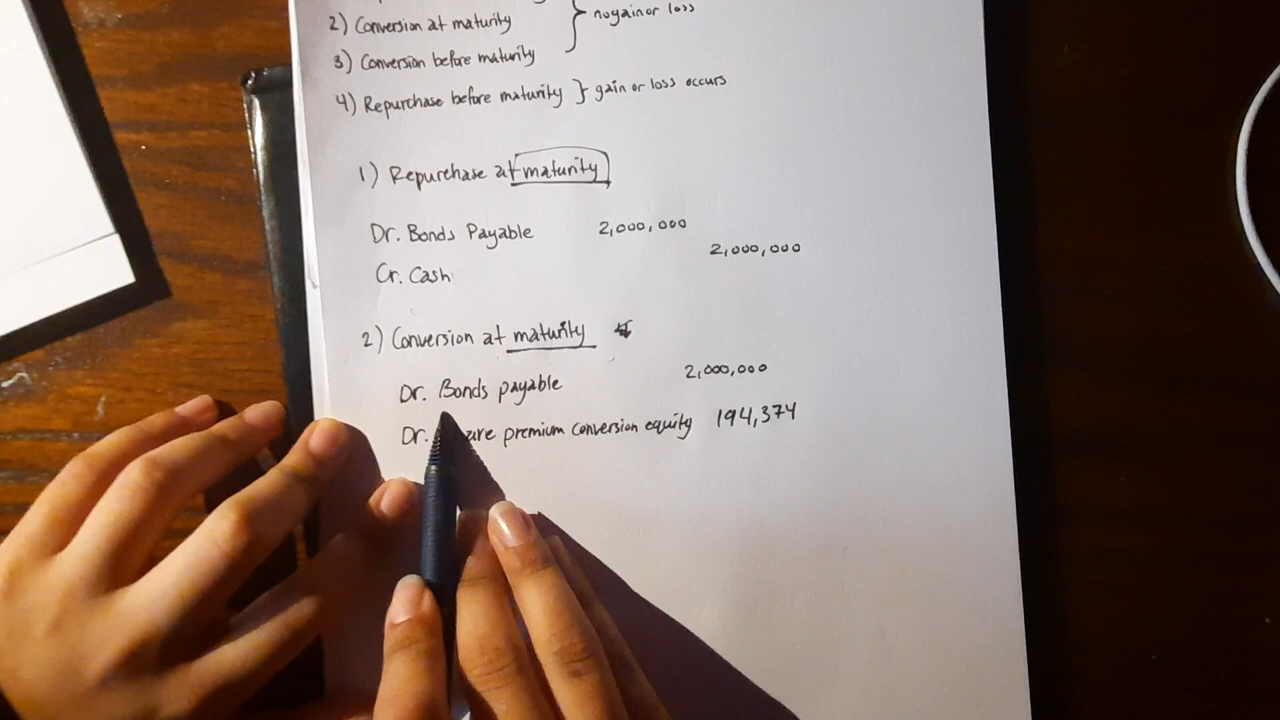 2) Conversion at maturity
no gain or loss
3) Conversion before maturity
4) Repurchase before maturity } gain or loss occurs
1) Repurchase at maturity
Dr. Bonds Payable 2,000,000
2,000,000
Cr. Cash
2) Conversion at maturity
2,000,000
Dr. Bonds payable
Dr. premium conversion equity 194,374